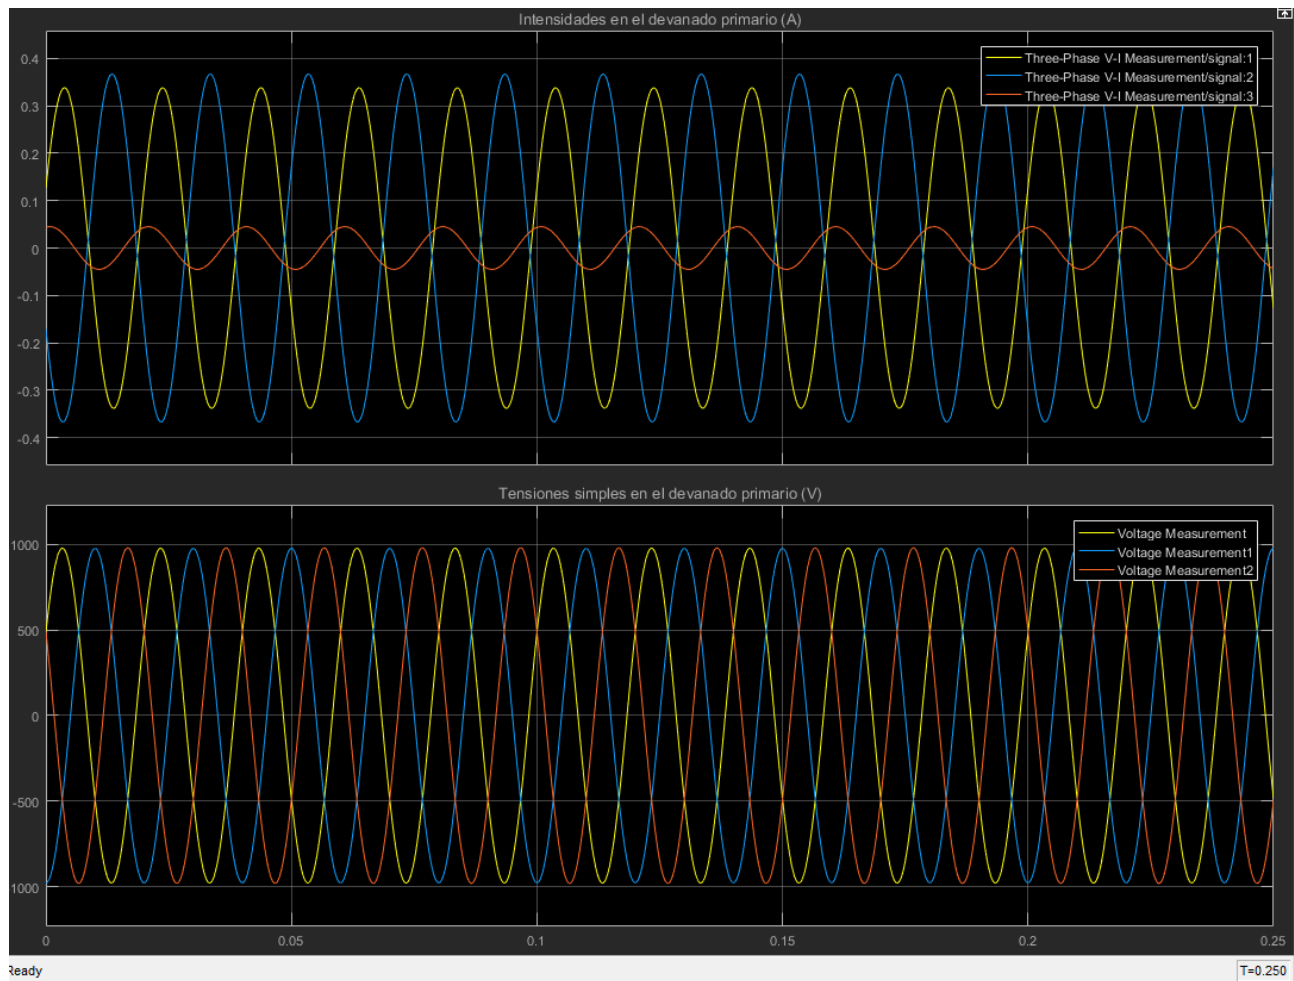 Intensidades en el devanado primario (A)
Three-Phase V-I Measurement/signal:1
Three-Phase V-I Measurement/signal:2
Three-Phase V-I Measurement/signal:3
0.4
0.3
0.2
0.1
0
-0.1
-0.2
-0.3
-0.4
Tensiones simples en el devanado primario (V)
Voltage Measurement
Voltage Measurement1
Voltage Measurement2
1000
500
0
-500
1000
0
0.05
0.1
0.15
0.2
0.25
Ready
T=0.250